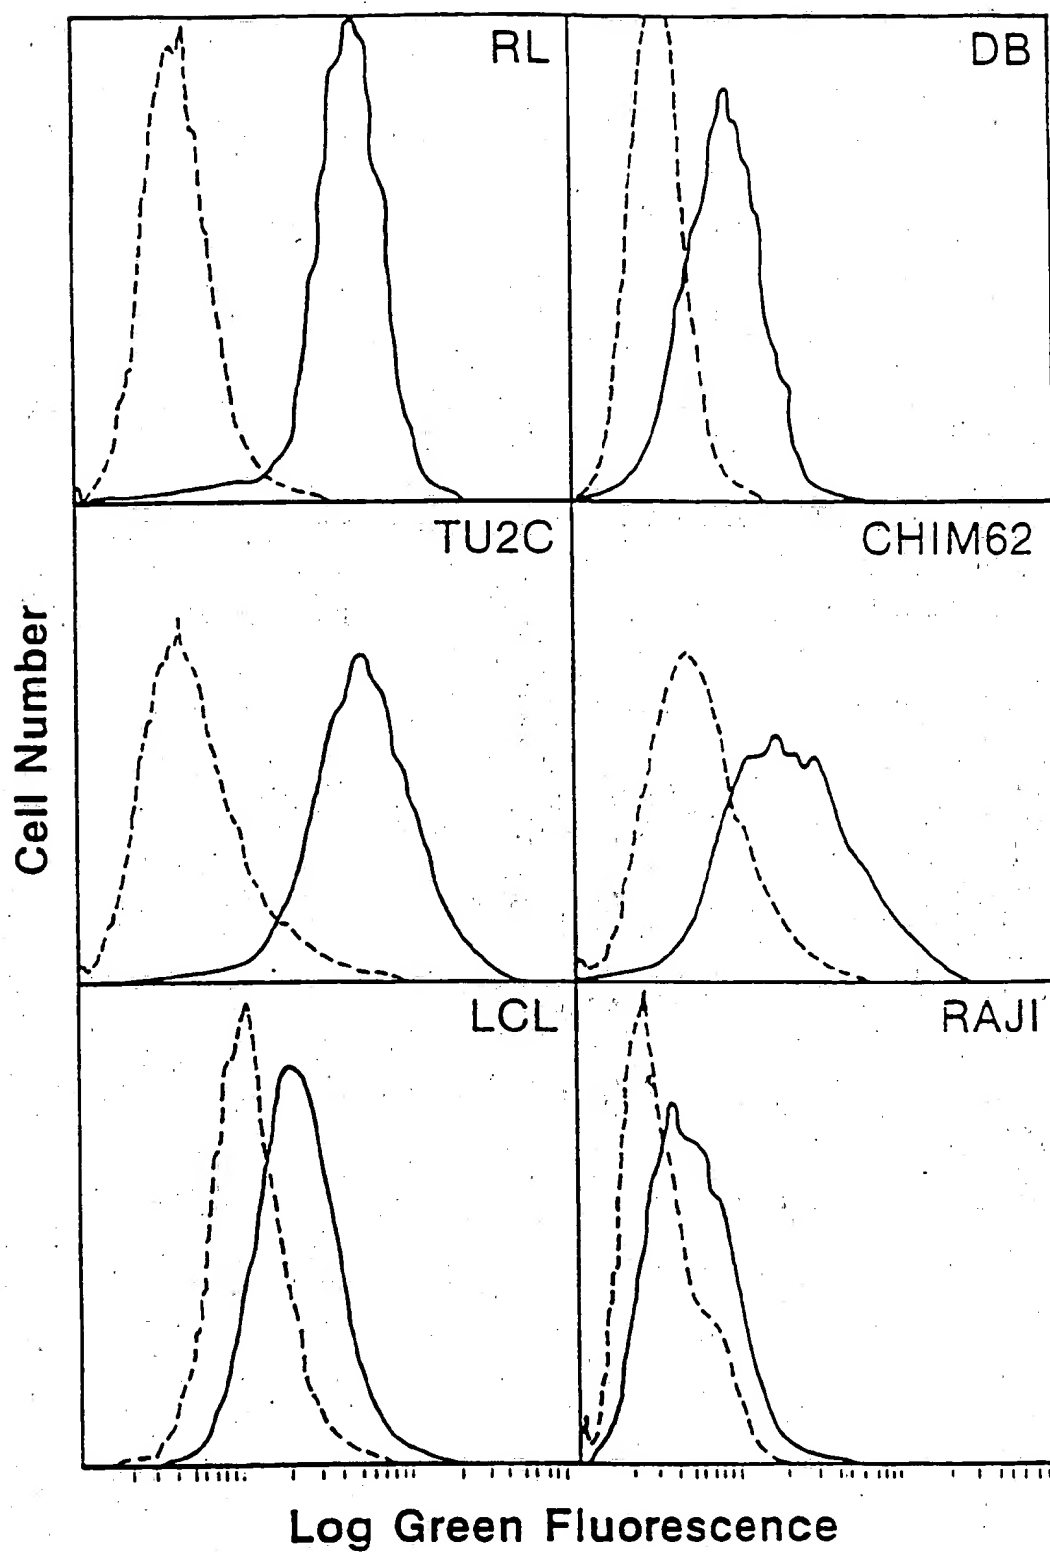 RL
DB
TU2C
CHIM62
LCL
RAJI
Cell Number
Log Green Fluorescence